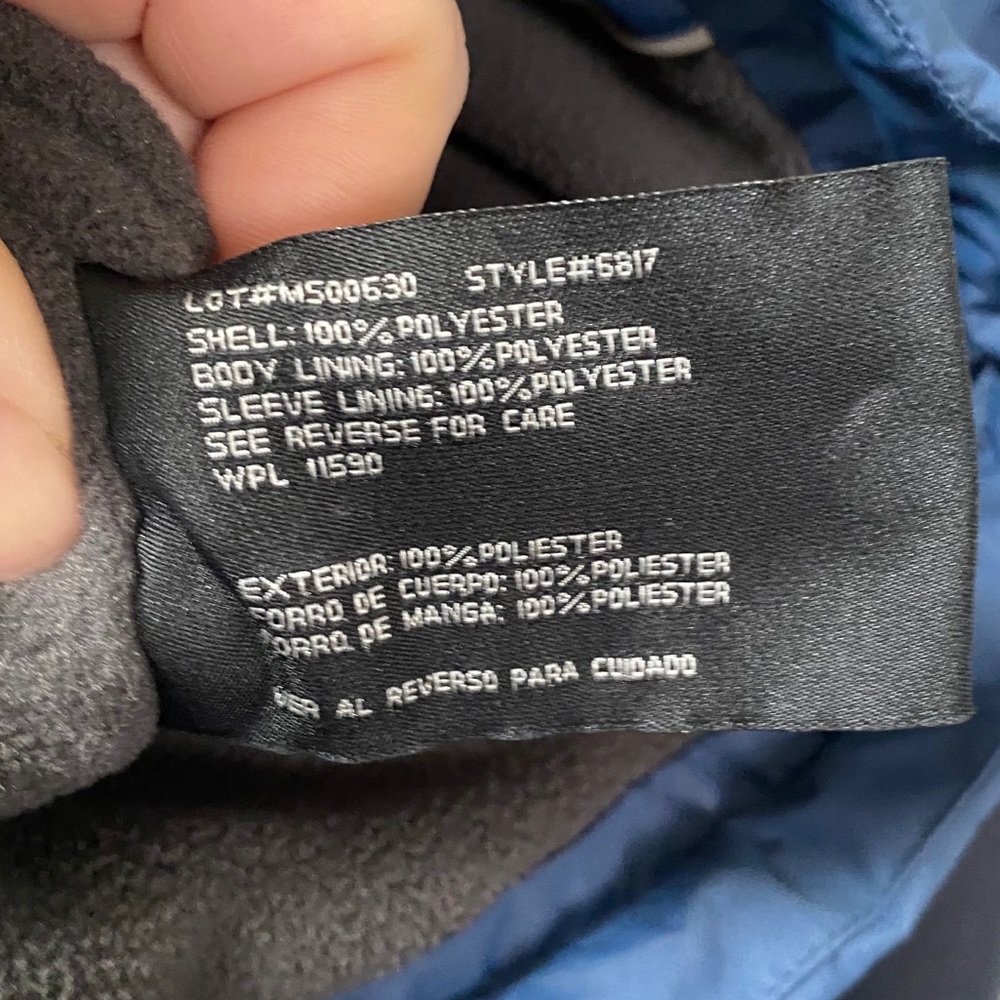 LOT#MS00630 STYLE#6817
SHELL: 100%POLYESTER
BODY LINING: 100%POLYESTER
SLEEVE LINING: 100%POLYESTER
SEE REVERSE FOR CARE
WPL 11590
EXTERIOR: 100%POLIESTER
FORRO DE CUERPO: 100%POLIESTER
FORRO DE MANGA: 100%POLIESTER
VER AL REVERSO PARA CUIDADO